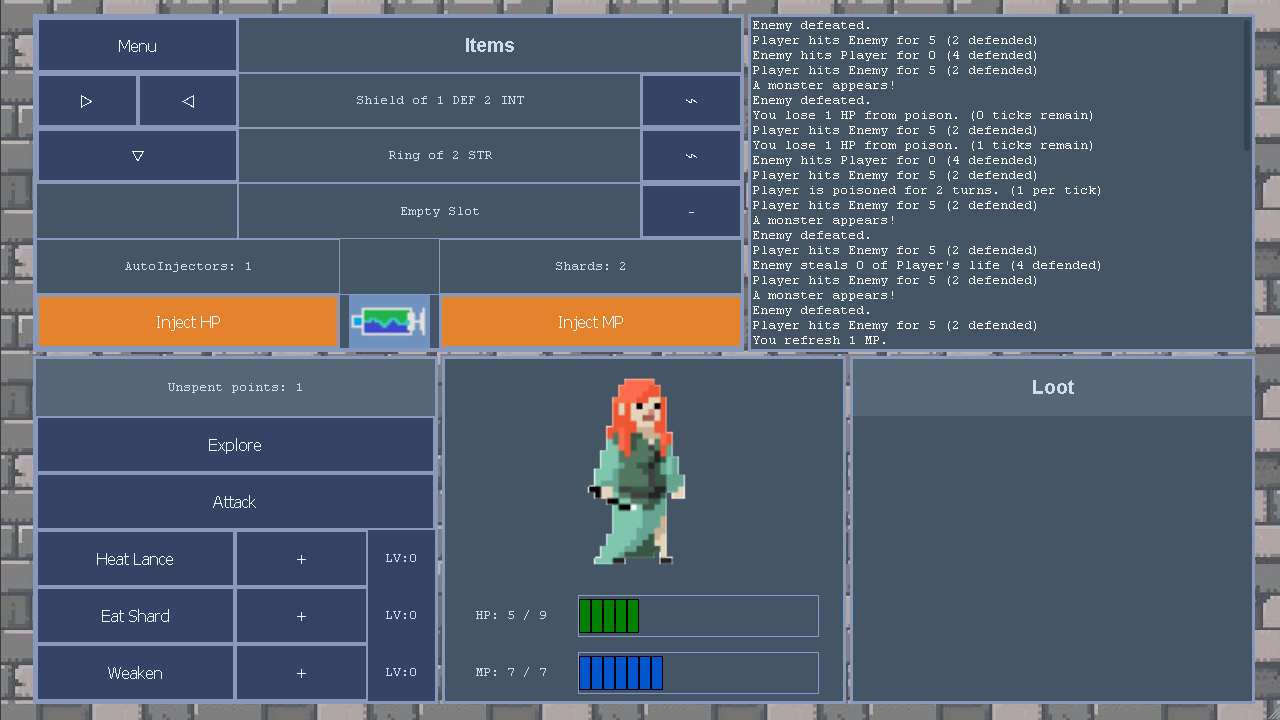 Menu
Items
Shield of 1 DEF 2 INT
Ring of 2 STR
Empty Slot
-
AutoInjectors: 1
Shards: 2
Inject HP
Inject MP
Enemy defeated.
Player hits Enemy for 5 (2 defended)
Enemy hits Player for 0 (4 defended)
Player hits Enemy for 5 (2 defended)
A monster appears!
Enemy defeated.
You lose 1 HP from poison. (0 ticks remain)
Player hits Enemy for 5 (2 defended)
You lose 1 HP from poison. (1 ticks remain)
Enemy hits Player for 0 (4 defended)
Player hits Enemy for 5 (2 defended)
Player is poisoned for 2 turns. (1 per tick)
Player hits Enemy for 5 (2 defended)
A monster appears!
Enemy defeated.
Player hits Enemy for 5 (2 defended)
Enemy steals 0 of Player's life (4 defended)
Player hits Enemy for 5 (2 defended)
A monster appears!
Enemy defeated.
Player hits Enemy for 5 (2 defended)
You refresh 1 MP.
Unspent points: 1
Explore
Attack
Heat Lance + LV:0
Eat Shard + LV:0
Weaken + LV:0
HP: 5 / 9
MP: 7 / 7
Loot